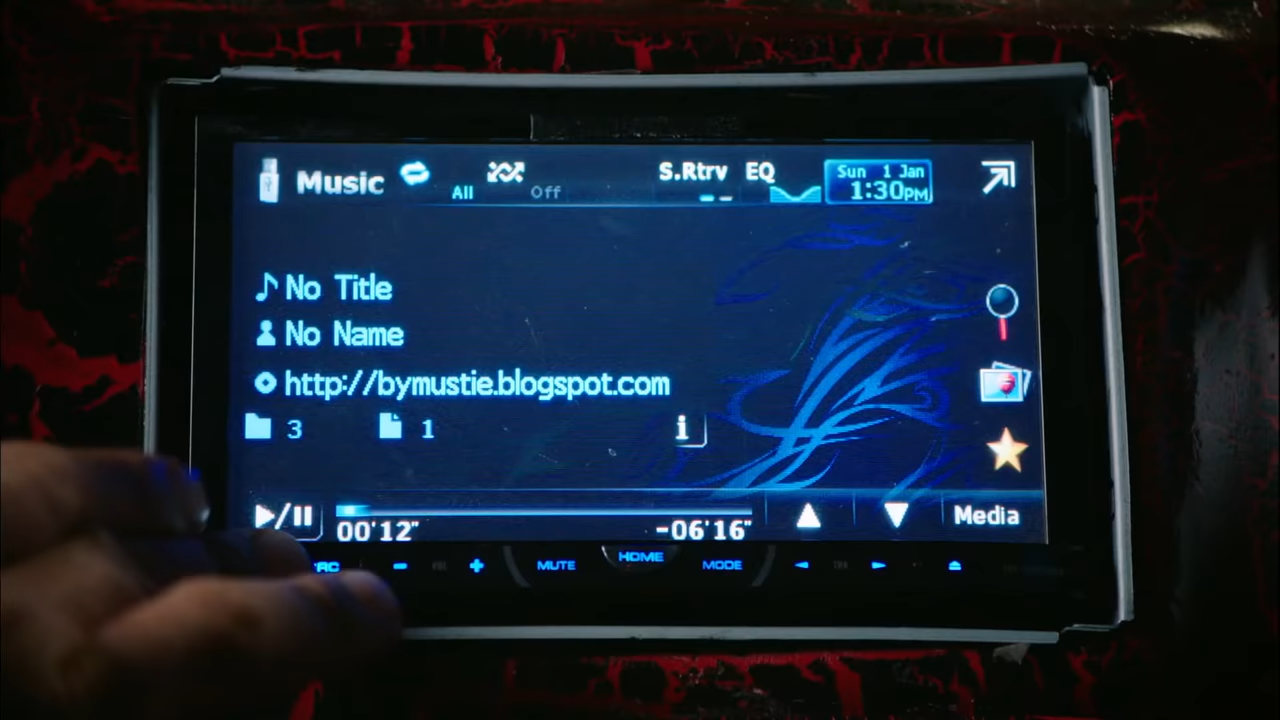 Music All Off S.Rtrv EQ Sun 1 Jan 1:30PM
No Title
No Name
http://bymustie.blogspot.com
3 1 i
00'12" -06'16" Media
RC - + MUTE HOME MODE